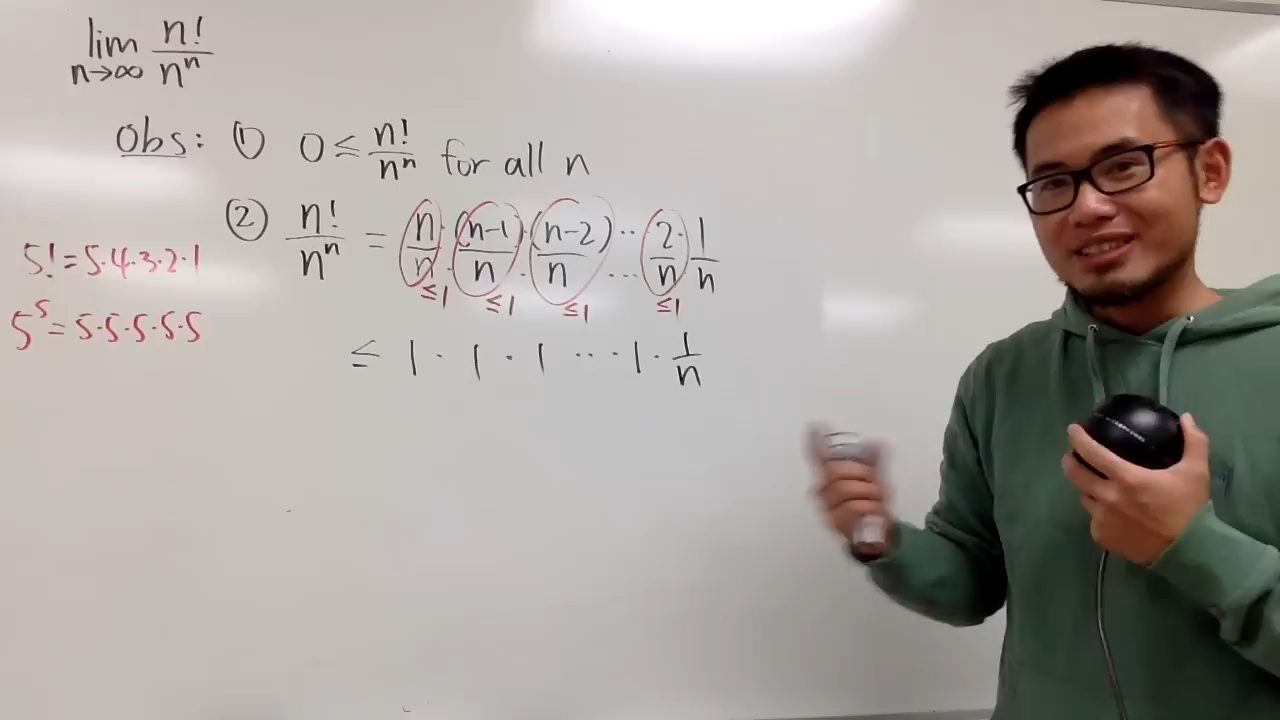 lim n→∞ n!/n^n
Obs: ① 0 ≤ n!/n^n for all n
② n!/n^n = n/n · (n-1)/n · (n-2)/n ··· 2/n · 1/n
≤1 ≤1 ≤1 ≤1
5! = 5·4·3·2·1
5^5 = 5·5·5·5·5
≤ 1 · 1 · 1 ··· 1 · 1/n